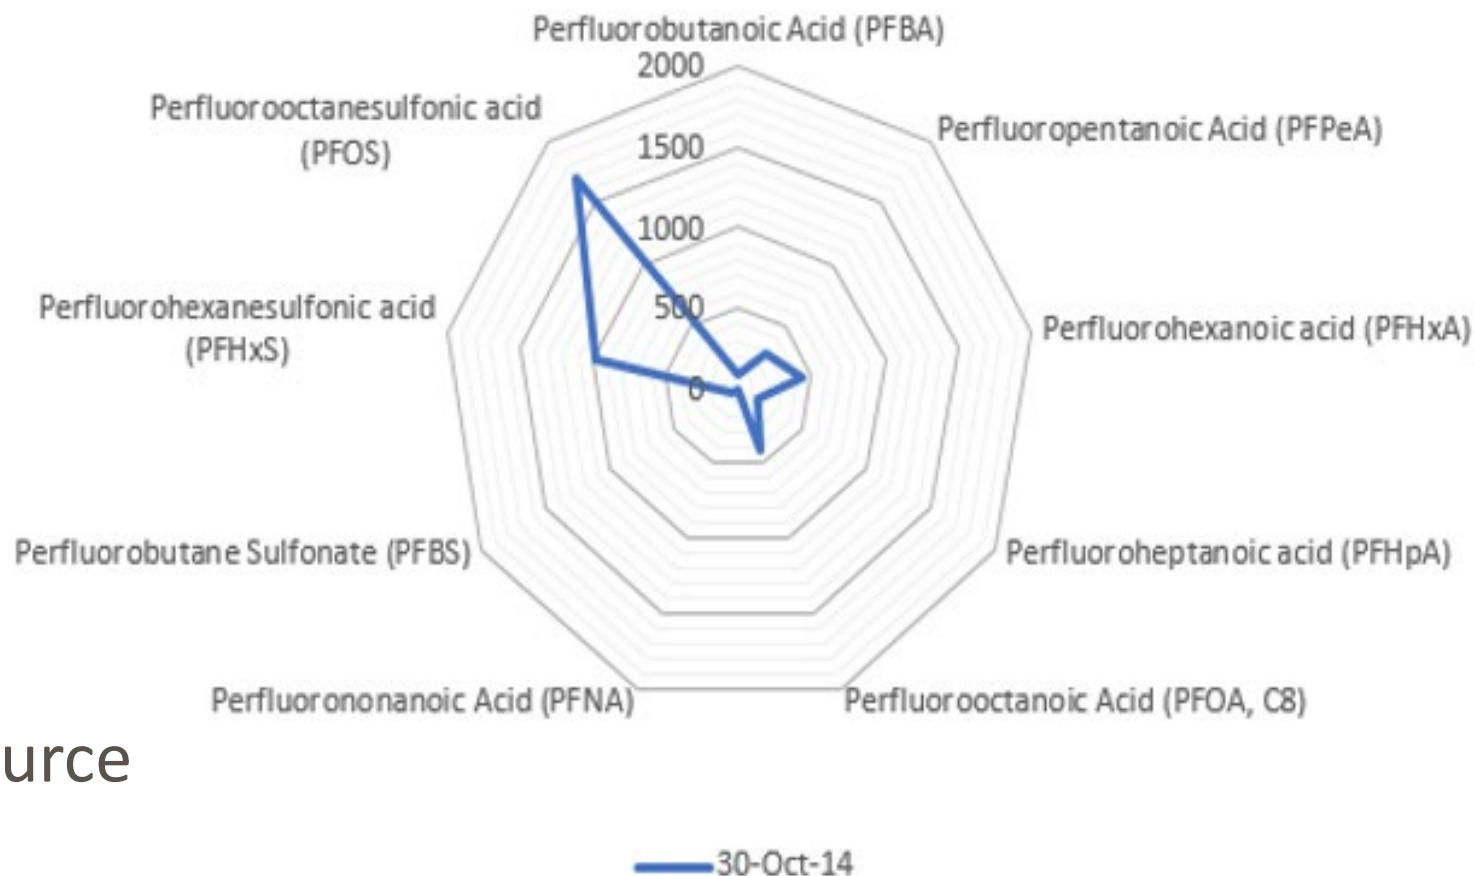 Perfluorobutanoic Acid (PFBA)
2000
Perfluorooctanesulfonic acid
(PFOS)
Perfluoropentanoic Acid (PFPeA)
1500
1000
500
Perfluorohexanesulfonic acid
(PFHxS)
Perfluorohexanoic acid (PFHxA)
0
Perfluorobutane Sulfonate (PFBS)
Perfluoroheptanoic acid (PFHpA)
Perfluorononanoic Acid (PFNA)
Perfluorooctanoic Acid (PFOA, C8)
urce
30-Oct-14